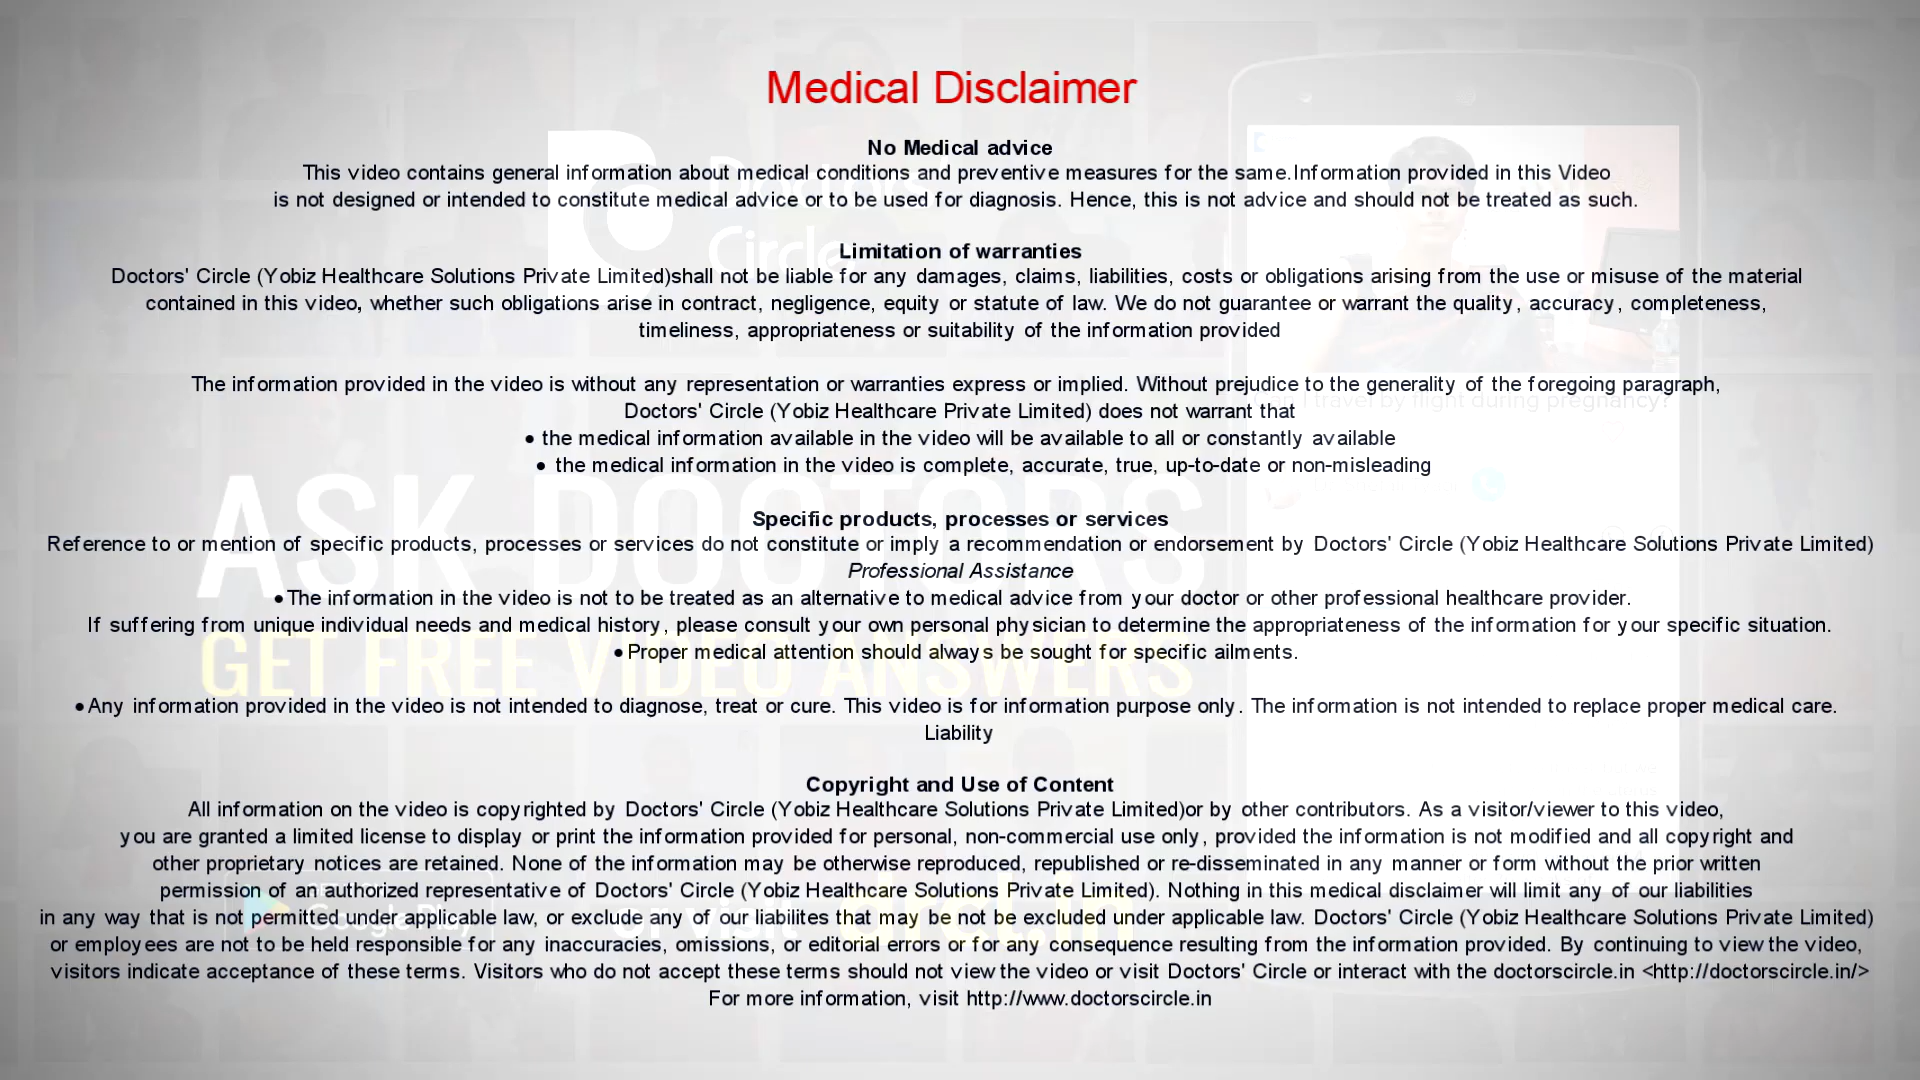 Medical Disclaimer
No Medical advice
This video contains general information about medical conditions and preventive measures for the same.Information provided in this Video
is not designed or intended to constitute medical advice or to be used for diagnosis. Hence, this is not advice and should not be treated as such.
Doctors
Circle
Limitation of warranties
Doctors' Circle (Yobiz Healthcare Solutions Private Limited)shall not be liable for any damages, claims, liabilities, costs or obligations arising from the use or misuse of the material
contained in this video, whether such obligations arise in contract, negligence, equity or statute of law. We do not guarantee or warrant the quality, accuracy, completeness,
timeliness, appropriateness or suitability of the information provided
The information provided in the video is without any representation or warranties express or implied. Without prejudice to the generality of the foregoing paragraph,
Can I travel by flight during pregnancy?
Doctors' Circle (Yobiz Healthcare Private Limited) does not warrant that
• the medical information available in the video will be available to all or constantly available
• the medical information in the video is complete, accurate, true, up-to-date or non-misleading
ASK DOCTORS
Specific products, processes or services
Reference to or mention of specific products, processes or services do not constitute or imply a recommendation or endorsement by Doctors' Circle (Yobiz Healthcare Solutions Private Limited)
Professional Assistance
•The information in the video is not to be treated as an alternative to medical advice from your doctor or other professional healthcare provider.
If suffering from unique individual needs and medical history, please consult your own personal physician to determine the appropriateness of the information for your specific situation.
•Proper medical attention should always be sought for specific ailments.
GET FREE VIDEO ANSWERS
•Any information provided in the video is not intended to diagnose, treat or cure. This video is for information purpose only. The information is not intended to replace proper medical care.
Liability
Copyright and Use of Content
All information on the video is copyrighted by Doctors' Circle (Yobiz Healthcare Solutions Private Limited)or by other contributors. As a visitor/viewer to this video,
you are granted a limited license to display or print the information provided for personal, non-commercial use only, provided the information is not modified and all copyright and
other proprietary notices are retained. None of the information may be otherwise reproduced, republished or re-disseminated in any manner or form without the prior written
permission of an authorized representative of Doctors' Circle (Yobiz Healthcare Solutions Private Limited). Nothing in this medical disclaimer will limit any of our liabilities
in any way that is not permitted under applicable law, or exclude any of our liabilites that may be not be excluded under applicable law. Doctors' Circle (Yobiz Healthcare Solutions Private Limited)
Google Play
or visit drcl.in
or employees are not to be held responsible for any inaccuracies, omissions, or editorial errors or for any consequence resulting from the information provided. By continuing to view the video,
visitors indicate acceptance of these terms. Visitors who do not accept these terms should not view the video or visit Doctors' Circle or interact with the doctorscircle.in <http://doctorscircle.in/>
For more information, visit http://www.doctorscircle.in